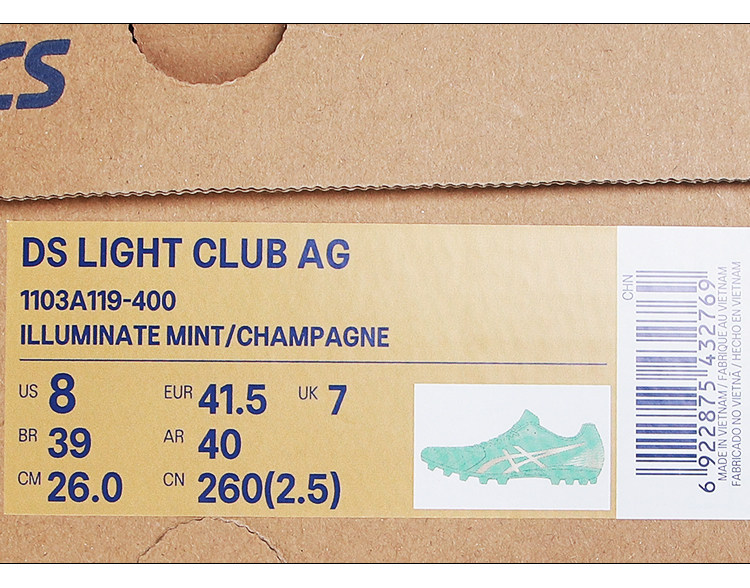 CS
DS LIGHT CLUB AG
1103A119-400
ILLUMINATE MINT/CHAMPAGNE
US 8 EUR 41.5 UK 7
BR 39 AR 40
CM 26.0 CN 260(2.5)
CHN
6 922875 432769
MADE IN VIETNAM / FABRIQUE AU VIETNAM
FABRICADO NO VIETNÃ / HECHO EN VIETNAM